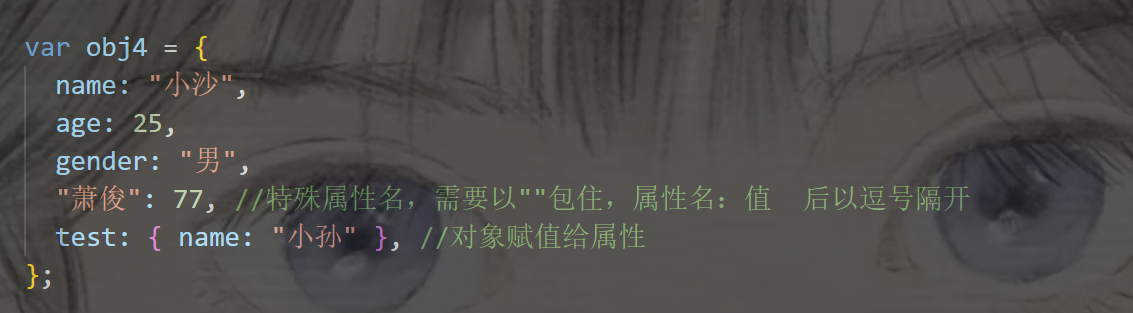 var obj4 = {
name: "小沙",
age: 25,
gender: "男",
"萧俊": 77, //特殊属性名，需要以""包住，属性名：值  后以逗号隔开
test: { name: "小孙" }, //对象赋值给属性
};